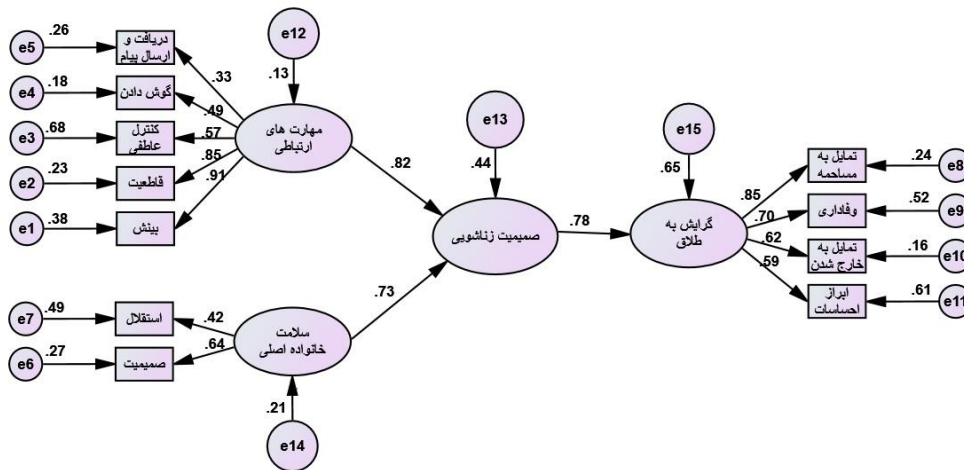 e5
.26
دریافت و
ارسال پیام
.33
e4
.18
گوش دادن
.49
e3
.68
کنترل
عاطفی
.57
e2
.23
قاطعیت
.85
e1
.38
بینش
.91
e12
.13
مهارت های
ارتباطی
.82
e7
.49
استقلال
.42
e6
.27
صمیمیت
.64
سلامت
خانواده اصلی
.21
e14
.73
e13
.44
صمیمیت زناشویی
.78
e15
.65
گرایش به
طلاق
.85
تمایل به
مساحمه
.24
e8
.70
وفاداری
.52
e9
.62
تمایل به
خارج شدن
.16
e10
.59
ابراز
احساسات
.61
e11